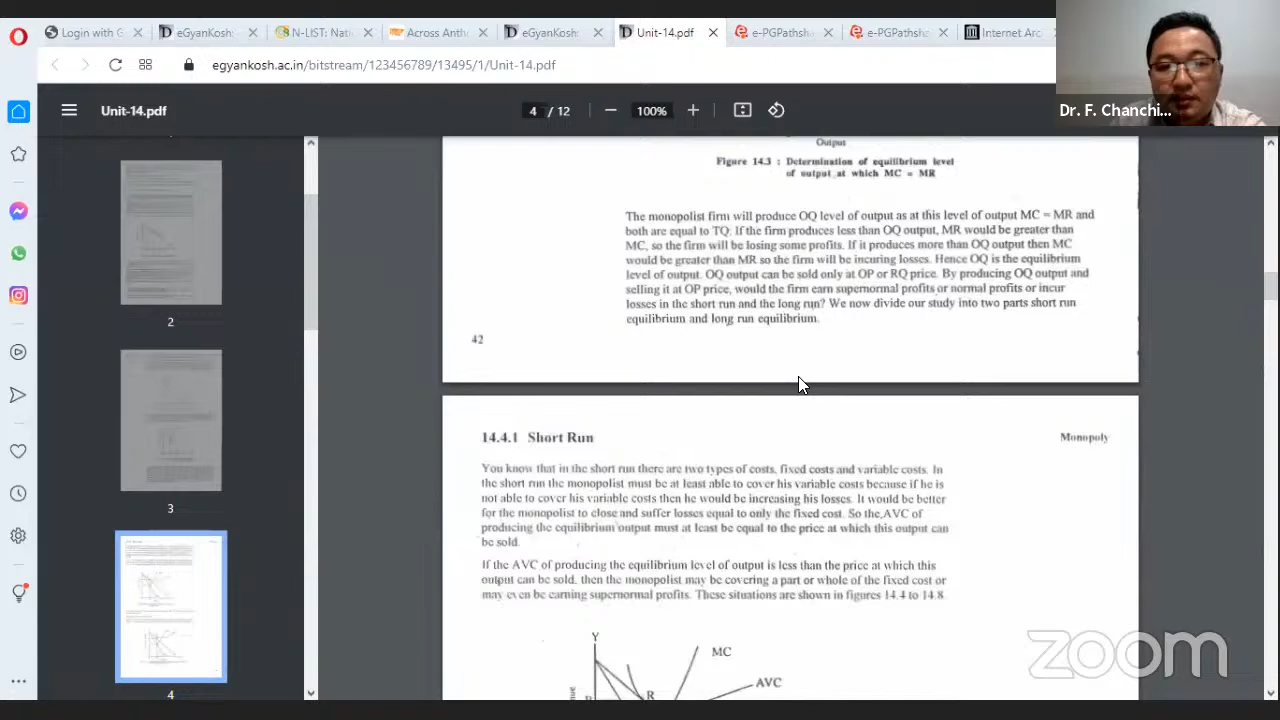 Login with G
eGyanKosh:
N-LIST: Nati
Across Anth
eGyanKosh:
Unit-14.pdf
e-PGPathsh
e-PGPathsh
Internet Arc
egyankosh.ac.in/bitstream/123456789/13495/1/Unit-14.pdf
Dr. F. Chanchi...
Unit-14.pdf
4 / 12
100%
Output
Figure 14.3 : Determination of equilibrium level
of output at which MC = MR
The monopolist firm will produce OQ level of output as at this level of output MC = MR and
both are equal to TQ. If the firm produces less than OQ output, MR would be greater than
MC, so the firm will be losing some profits. If it produces more than OQ output then MC
would be greater than MR so the firm will be incuring losses. Hence OQ is the equilibrium
level of output. OQ output can be sold only at OP or RQ price. By producing OQ output and
selling it at OP price, would the firm earn supernormal profits or normal profits or incur
losses in the short run and the long run? We now divide our study into two parts short run
equilibrium and long run equilibrium.
42
14.4.1 Short Run
Monopoly
You know that in the short run there are two types of costs, fixed costs and variable costs. In
the short run the monopolist must be at least able to cover his variable costs because if he is
not able to cover his variable costs then he would be increasing his losses. It would be better
for the monopolist to close and suffer losses equal to only the fixed cost. So the AVC of
producing the equilibrium output must at least be equal to the price at which this output can
be sold.
If the AVC of producing the equilibrium level of output is less than the price at which this
output can be sold, then the monopolist may be covering a part or whole of the fixed cost or
may even be earning supernormal profits. These situations are shown in figures 14.4 to 14.8.
Y
MC
AVC
R
2
3
4
zoom